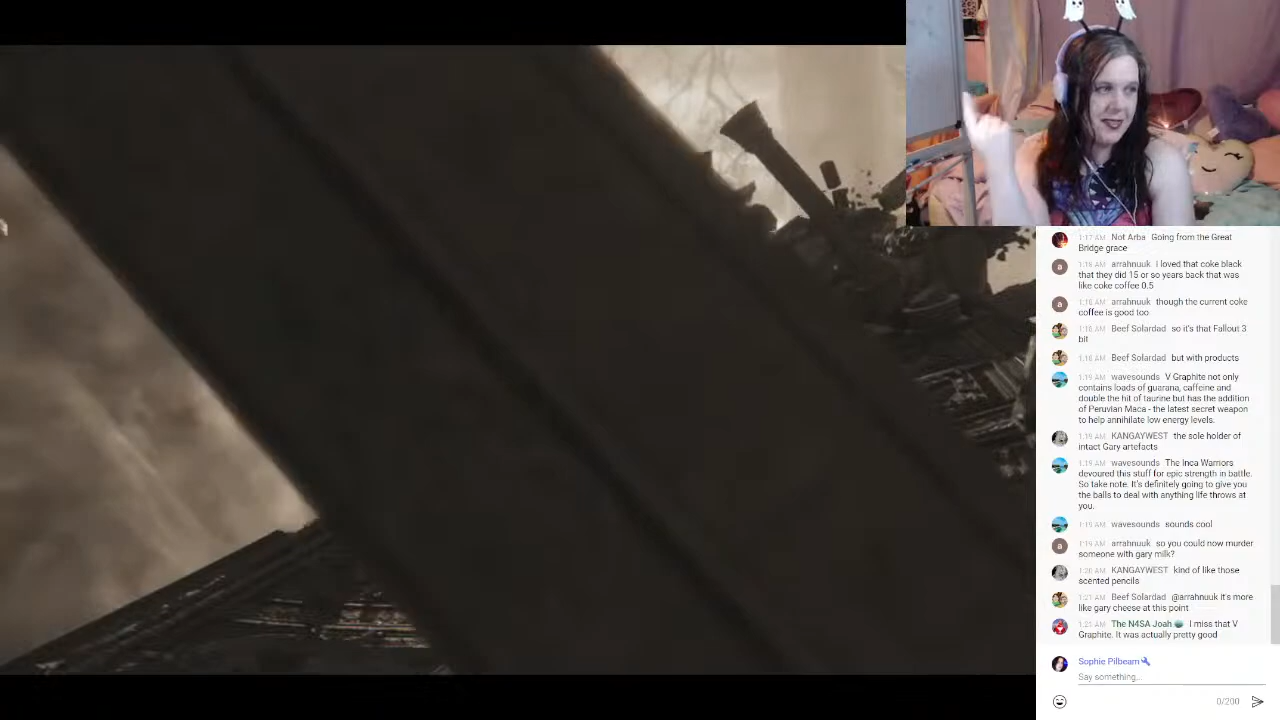 1:17 AM Not Arba Going from the Great
Bridge grace
1:19 AM arrahnuuk i loved that coke black
that they did 15 or so years back that was
like coke coffee 0.5
1:18 AM arrahnuuk though the current coke
coffee is good too
1:18 AM Beef Solardad so it's that Fallout 3
bit
1:18 AM Beef Solardad but with products
1:19 AM wavesounds V Graphite not only
contains loads of guarana, caffeine and
double the hit of taurine but has the addition
of Peruvian Maca - the latest secret weapon
to help annihilate low energy levels.
1:19 AM KANGAYWEST the sole holder of
intact Gary artefacts
1:19 AM wavesounds The Inca Warriors
devoured this stuff for epic strength in battle.
So take note. It's definitely going to give you
the balls to deal with anything life throws at
you.
1:19 AM wavesounds sounds cool
1:19 AM arrahnuuk so you could now murder
someone with gary milk?
1:20 AM KANGAYWEST kind of like those
scented pencils
1:21 AM Beef Solardad @arrahnuuk it's more
like gary cheese at this point
1:21 AM The N4SA Joah I miss that V
Graphite. It was actually pretty good
Sophie Pilbeam
Say something...
0/200